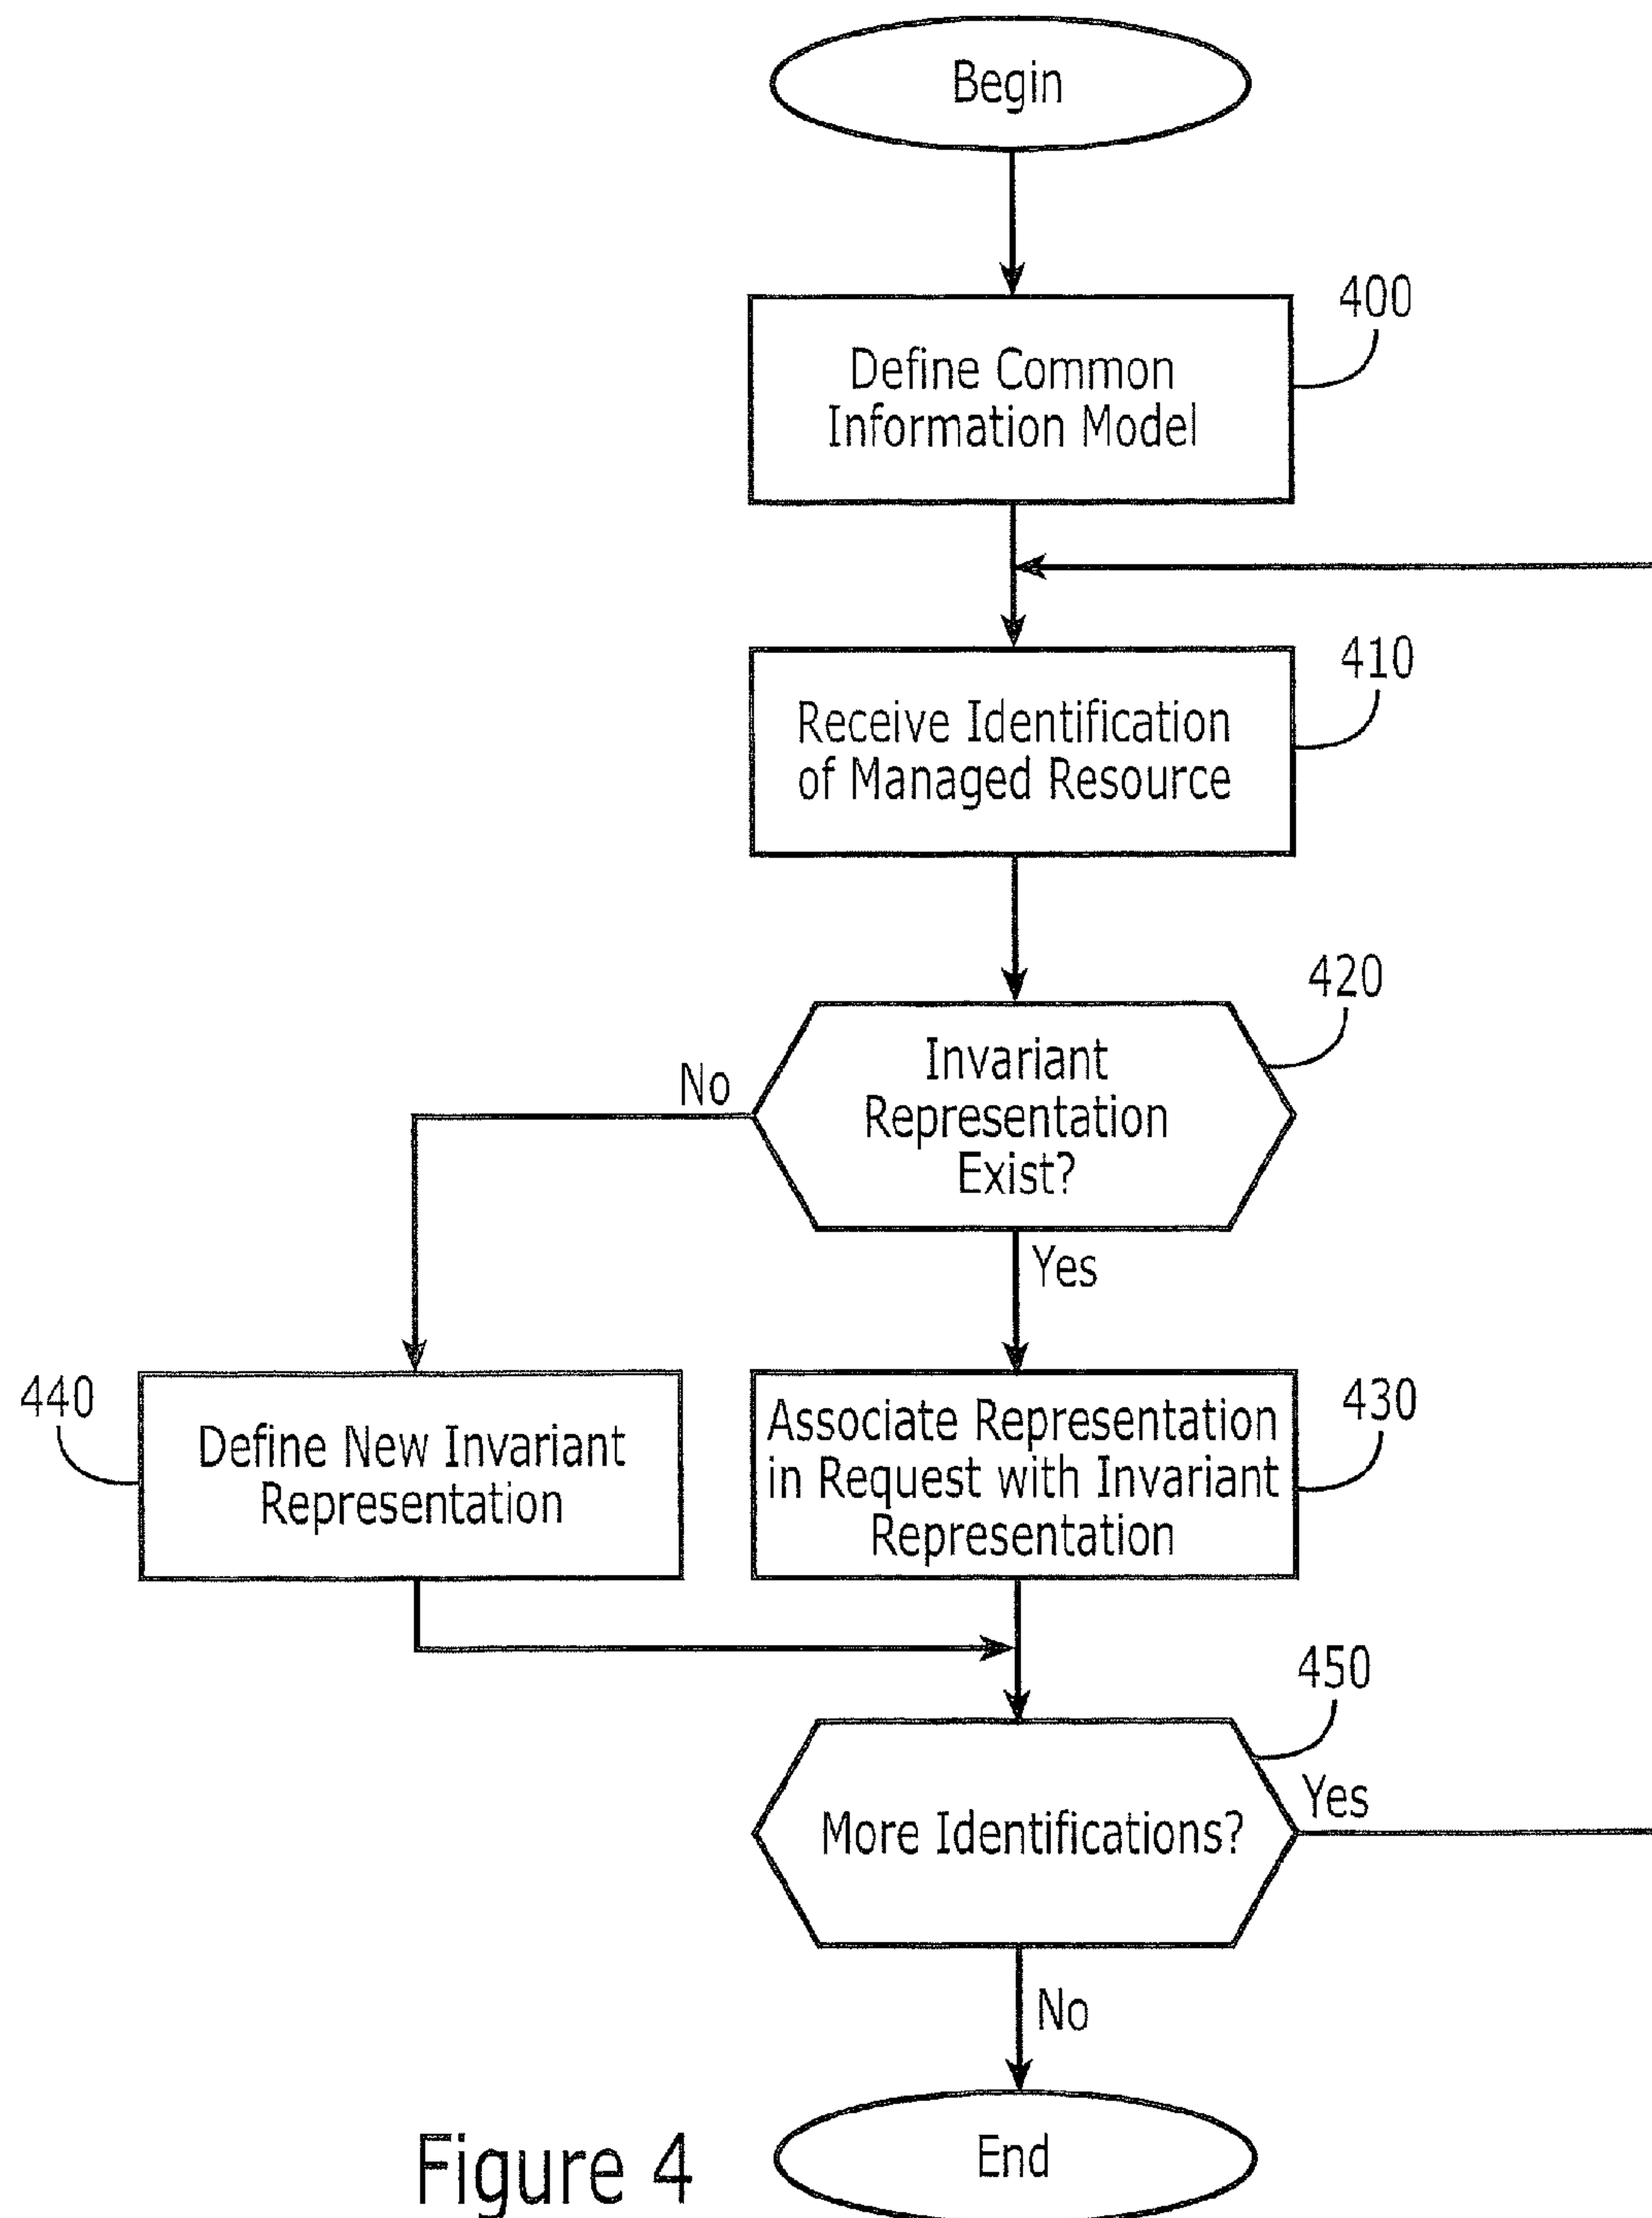 Begin
400
Define Common
Information Model
410
Receive Identification
of Managed Resource
420
Invariant
Representation
Exist?
No
Yes
440
Define New Invariant
Representation
430
Associate Representation
in Request with Invariant
Representation
450
More Identifications?
Yes
No
End
Figure 4